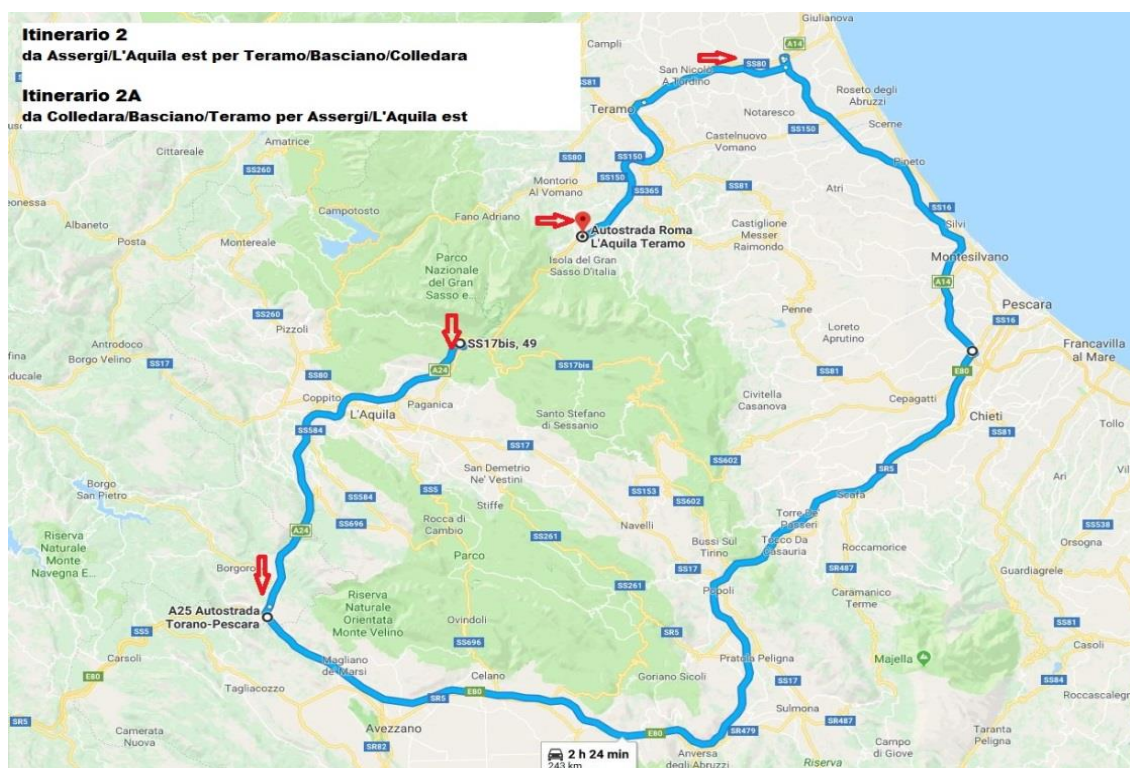 Itinerario 2
da Assergi/L'Aquila est per Teramo/Basciano/Colledara
Itinerario 2A
da Colledara/Basciano/Teramo per Assergi/L'Aquila est
Giulianova
Campli
A14
SS80
San Nicolò
A Tordino
SS81
Teramo
Roseto degli
Abruzzi
Notaresco
Scerne
SS150
Castelnuovo
Vomano
Cittareale
Amatrice
SS260
SS80
SS150
Pineto
Montorio
Al Vomano
SS150
SS365
SS81
Atri
Albaneto
Posta
Campotosto
Fano Adriano
Castiglione
Messer
Raimondo
SS16
Silvi
Montereale
Autostrada Roma
L'Aquila Teramo
Parco
Nazionale
del Gran
Sasso e...
Isola del Gran
Sasso D'italia
Montesilvano
A14
Penne
Pescara
SS260
Pizzoli
Loreto
Aprutino
SS16
Antrodoco
Borgo Velino
SS17
SS17bis, 49
Francavilla
al Mare
SS17bis
A24
SS80
SS81
E80
Coppito
Paganica
Civitella
Casanova
Cepagatti
L'Aquila
Santo Stefano
di Sessanio
Chieti
Tollo
SS584
SS17
SS81
SS602
San Demetrio
Ne' Vestini
SR5
Borgo
San Pietro
SS584
SS5
SS153
SS602
Scafa
Ari
Stiffe
SS696
Rocca di
Cambio
Navelli
Torre De
Passeri
SS538
A24
SS261
Bussi Sul
Tirino
Tocco Da
Casauria
Orsogna
Riserva
Naturale
Monte
Navegna E...
Parco
Roccamorice
Borgoro
SS17
SR487
Guardiagrele
SS261
Popoli
Caramanico
Terme
A25 Autostrada
Torano-Pescara
Riserva
Naturale
Orientata
Monte Velino
Ovindoli
SS81
SS5
SR5
Casoli
Carsoli
SS696
Pratola Peligna
Majella
E80
Magliano
de' Marsi
Celano
Goriano Sicoli
SS17
SS84
Tagliacozzo
SR5
E80
Sulmona
Roccascalegn
SR5
Avezzano
E80
SR479
SR487
Camerata
Nuova
SR82
2 h 24 min
243 km
Anversa
degli Abruzzi
Campo
di Giove
Taranta
Peligna
Riserva